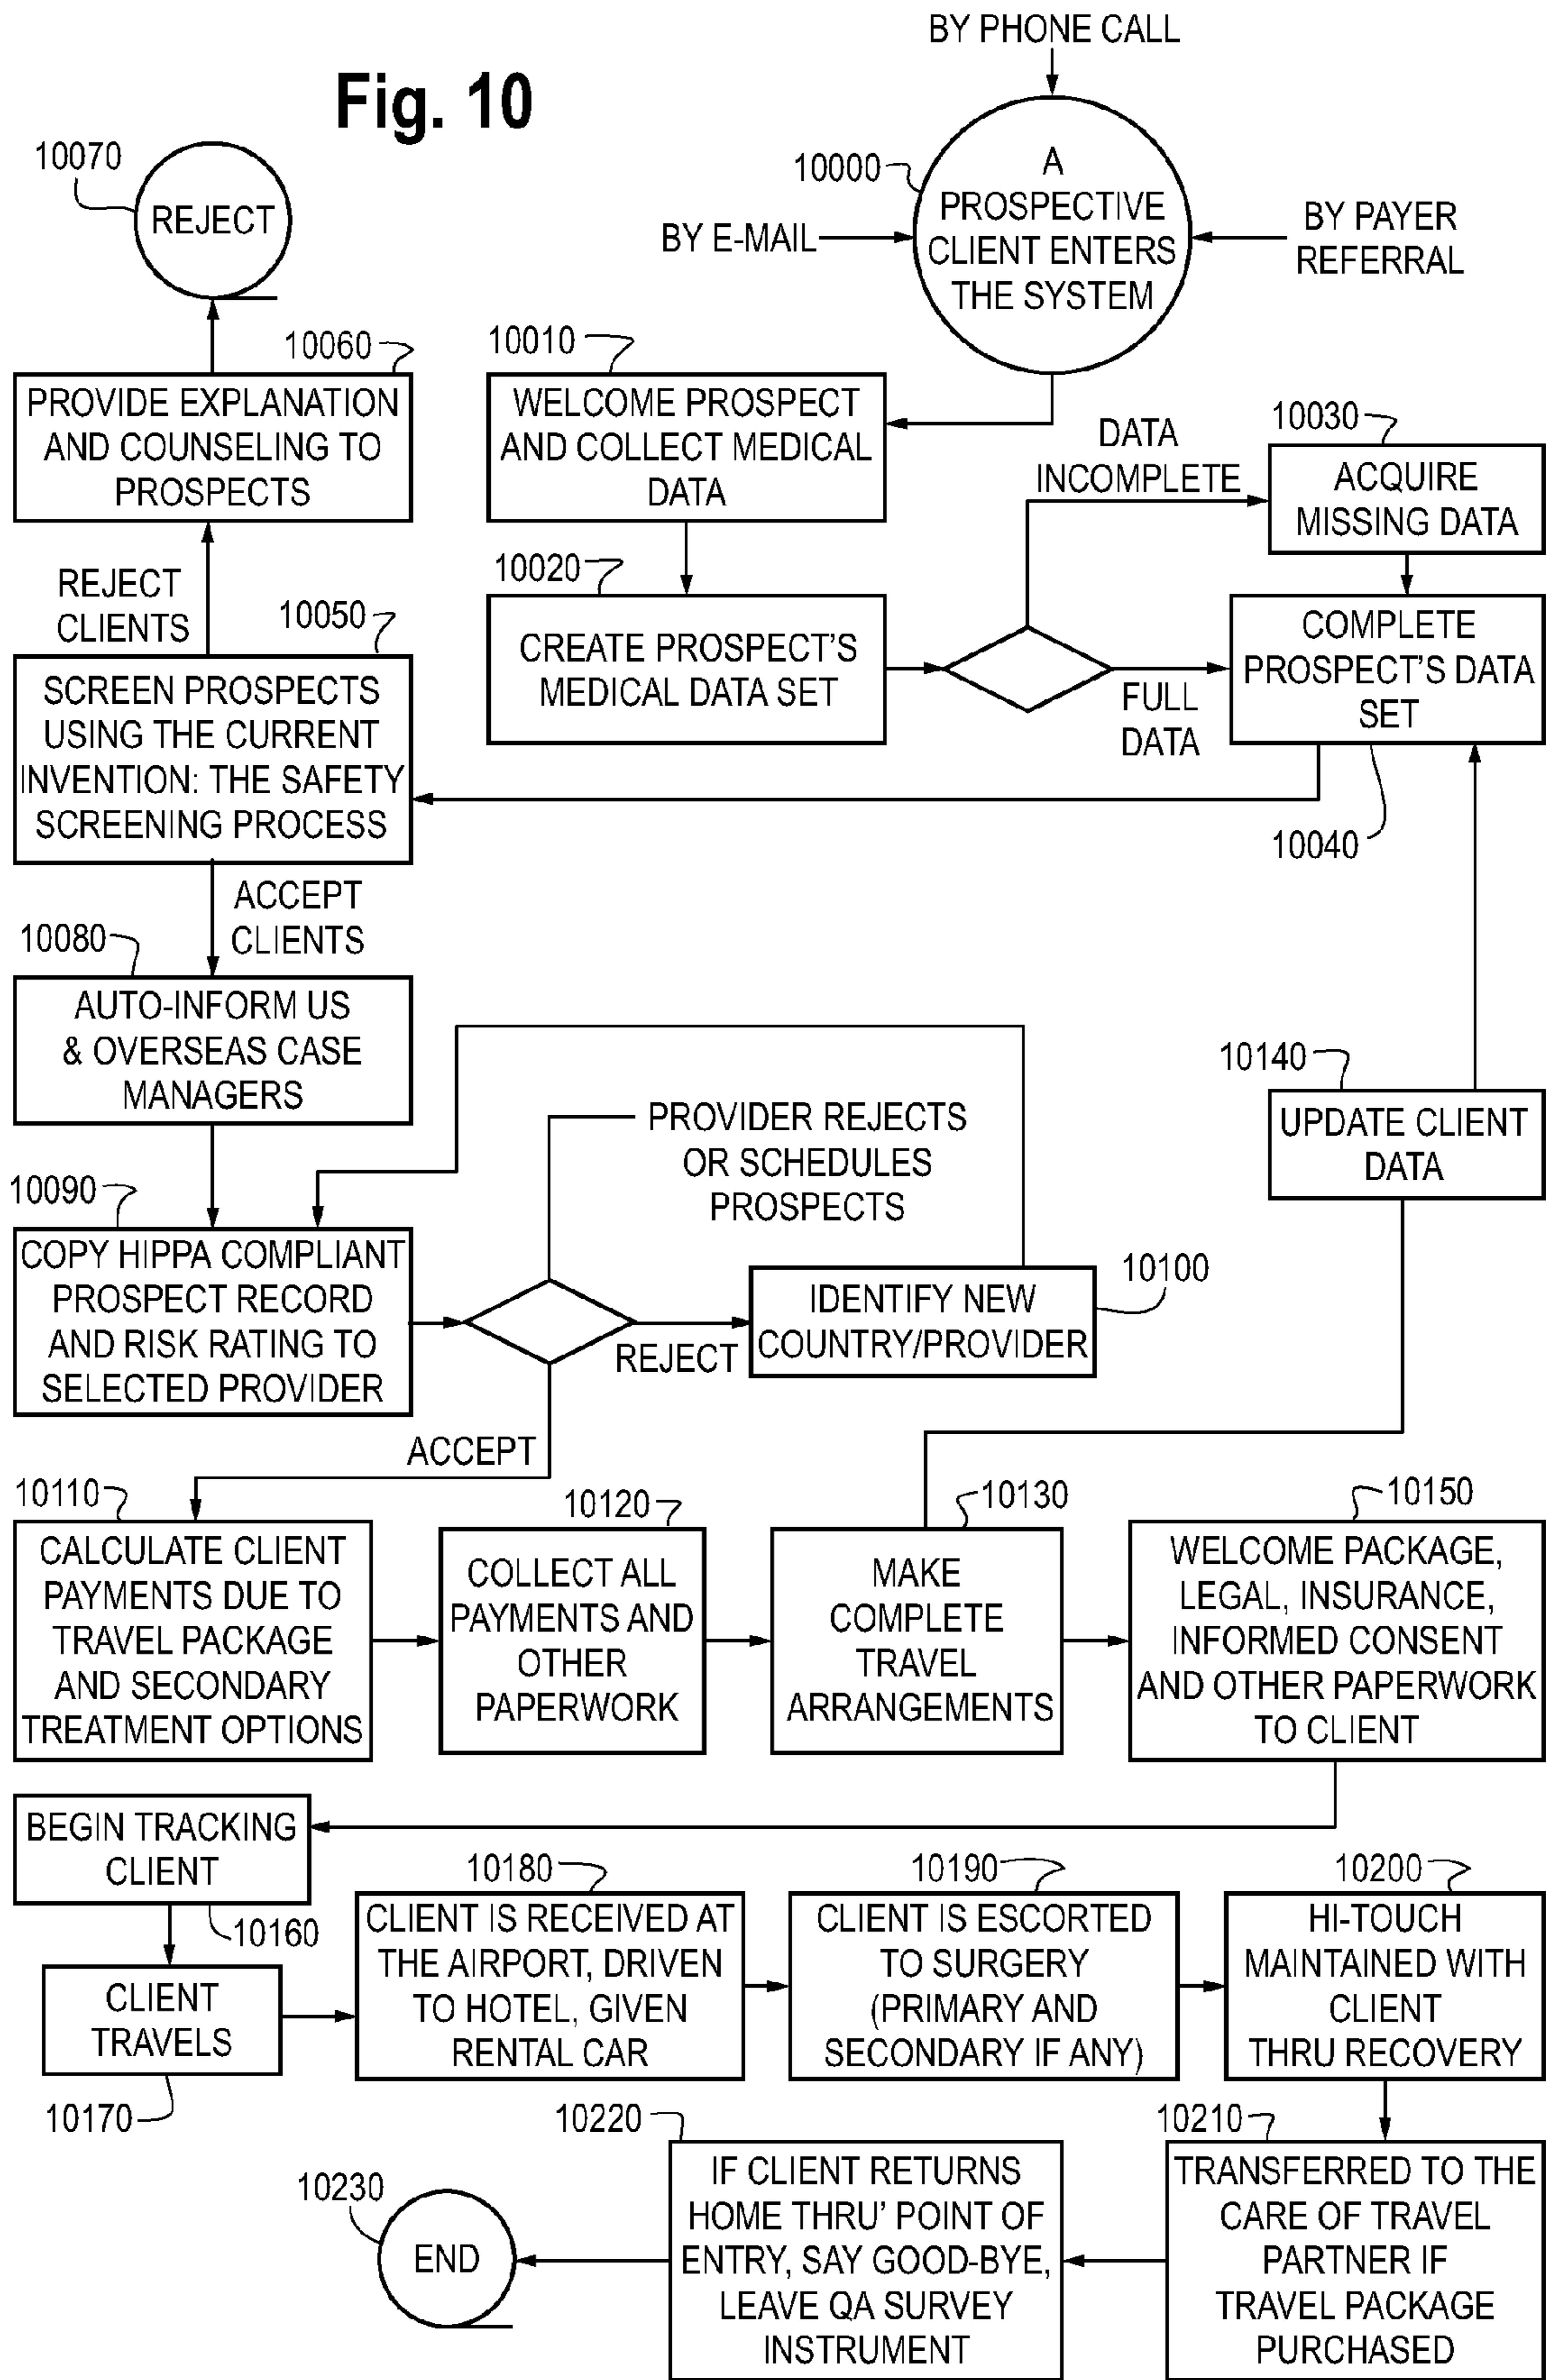 Fig. 10
BY PHONE CALL
10000
A
PROSPECTIVE
CLIENT ENTERS
THE SYSTEM
BY E-MAIL
BY PAYER
REFERRAL
10070
REJECT
10060
PROVIDE EXPLANATION
AND COUNSELING TO
PROSPECTS
10010
WELCOME PROSPECT
AND COLLECT MEDICAL
DATA
DATA
INCOMPLETE
10030
ACQUIRE
MISSING DATA
REJECT
CLIENTS
10050
SCREEN PROSPECTS
USING THE CURRENT
INVENTION: THE SAFETY
SCREENING PROCESS
10020
CREATE PROSPECT'S
MEDICAL DATA SET
FULL
DATA
COMPLETE
PROSPECT'S DATA
SET
10040
ACCEPT
CLIENTS
10080
AUTO-INFORM US
& OVERSEAS CASE
MANAGERS
10140
UPDATE CLIENT
DATA
PROVIDER REJECTS
OR SCHEDULES
PROSPECTS
10090
COPY HIPPA COMPLIANT
PROSPECT RECORD
AND RISK RATING TO
SELECTED PROVIDER
REJECT
10100
IDENTIFY NEW
COUNTRY/PROVIDER
ACCEPT
10110
CALCULATE CLIENT
PAYMENTS DUE TO
TRAVEL PACKAGE
AND SECONDARY
TREATMENT OPTIONS
10120
COLLECT ALL
PAYMENTS AND
OTHER
PAPERWORK
10130
MAKE
COMPLETE
TRAVEL
ARRANGEMENTS
10150
WELCOME PACKAGE,
LEGAL, INSURANCE,
INFORMED CONSENT
AND OTHER PAPERWORK
TO CLIENT
BEGIN TRACKING
CLIENT
10160
CLIENT
TRAVELS
10170
10180
CLIENT IS RECEIVED AT
THE AIRPORT, DRIVEN
TO HOTEL, GIVEN
RENTAL CAR
10190
CLIENT IS ESCORTED
TO SURGERY
(PRIMARY AND
SECONDARY IF ANY)
10200
HI-TOUCH
MAINTAINED WITH
CLIENT
THRU RECOVERY
10210
TRANSFERRED TO THE
CARE OF TRAVEL
PARTNER IF
TRAVEL PACKAGE
PURCHASED
10220
IF CLIENT RETURNS
HOME THRU' POINT OF
ENTRY, SAY GOOD-BYE,
LEAVE QA SURVEY
INSTRUMENT
10230
END